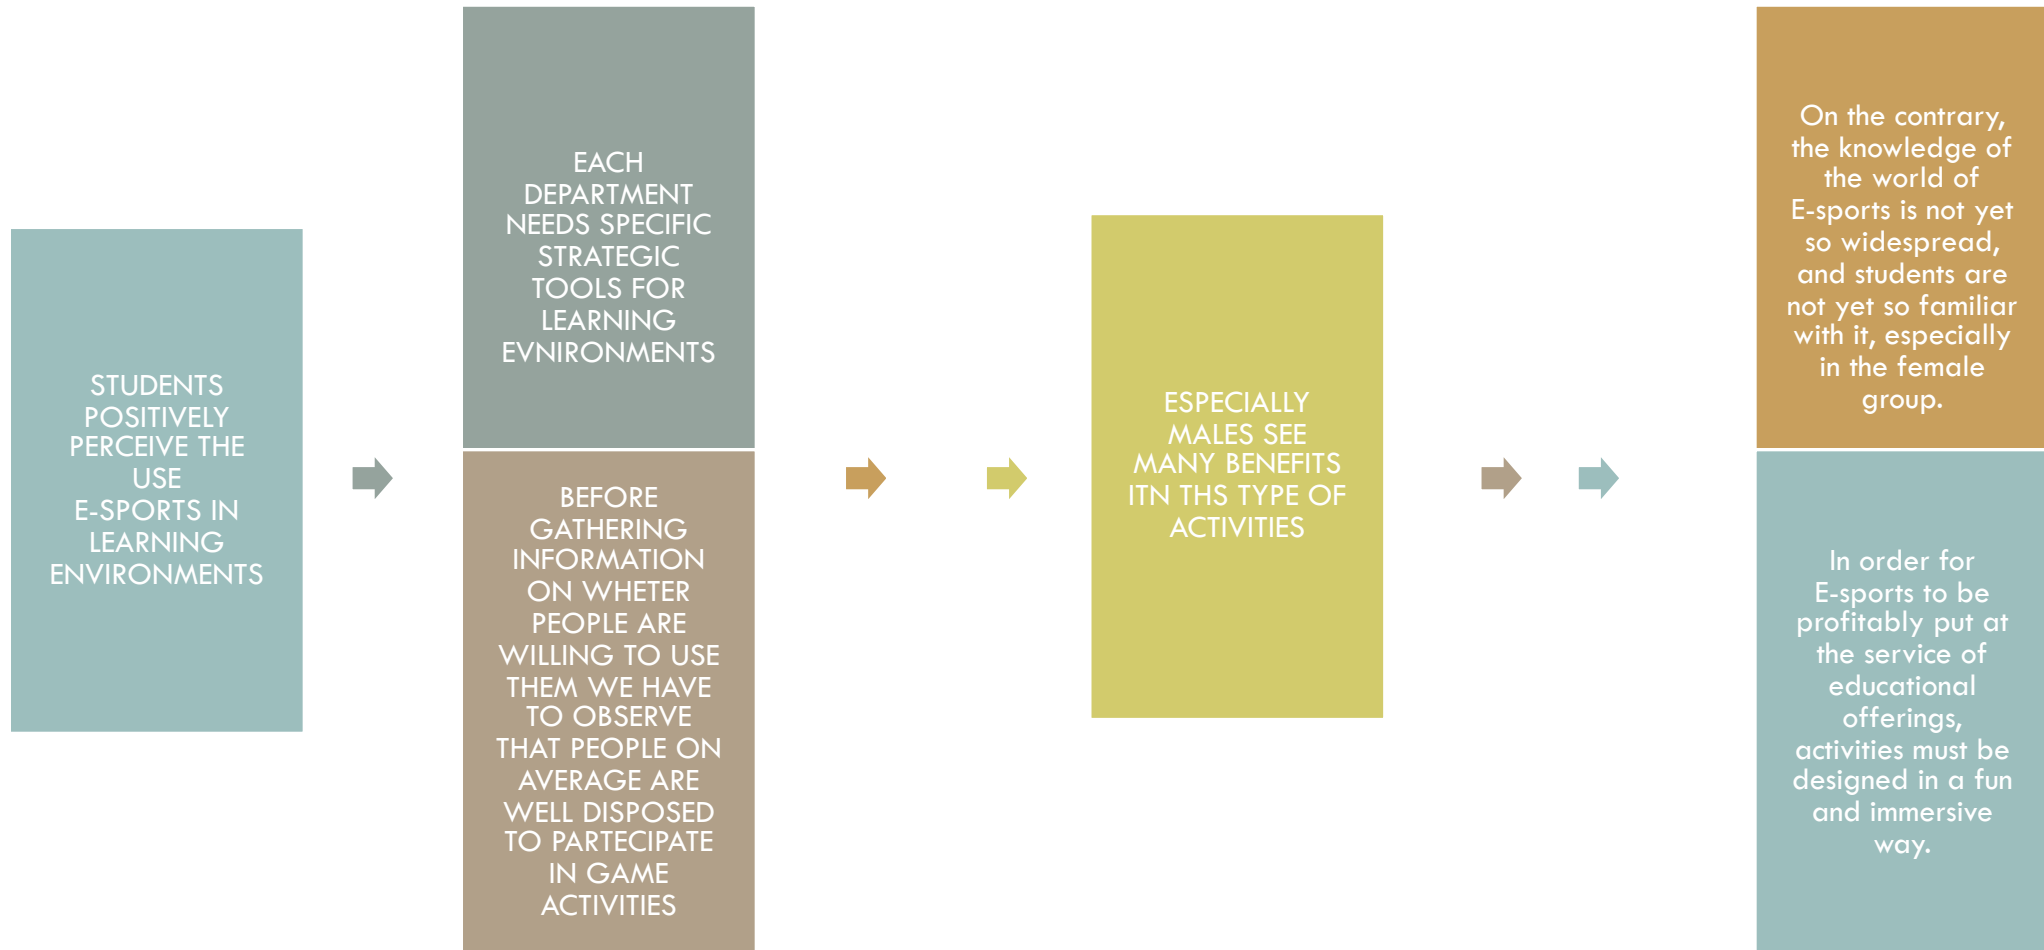 STUDENTS
POSITIVELY
PERCEIVE THE
USE
E-SPORTS IN
LEARNING
ENVIRONMENTS
EACH
DEPARTMENT
NEEDS SPECIFIC
STRATEGIC
TOOLS FOR
LEARNING
EVNIRONMENTS
BEFORE
GATHERING
INFORMATION
ON WHETER
PEOPLE ARE
WILLING TO USE
THEM WE HAVE
TO OBSERVE
THAT PEOPLE ON
AVERAGE ARE
WELL DISPOSED
TO PARTECIPATE
IN GAME
ACTIVITIES
ESPECIALLY
MALES SEE
MANY BENEFITS
ITN THS TYPE OF
ACTIVITIES
On the contrary,
the knowledge of
the world of
E-sports is not yet
so widespread,
and students are
not yet so familiar
with it, especially
in the female
group.
In order for
E-sports to be
profitably put at
the service of
educational
offerings,
activities must be
designed in a fun
and immersive
way.